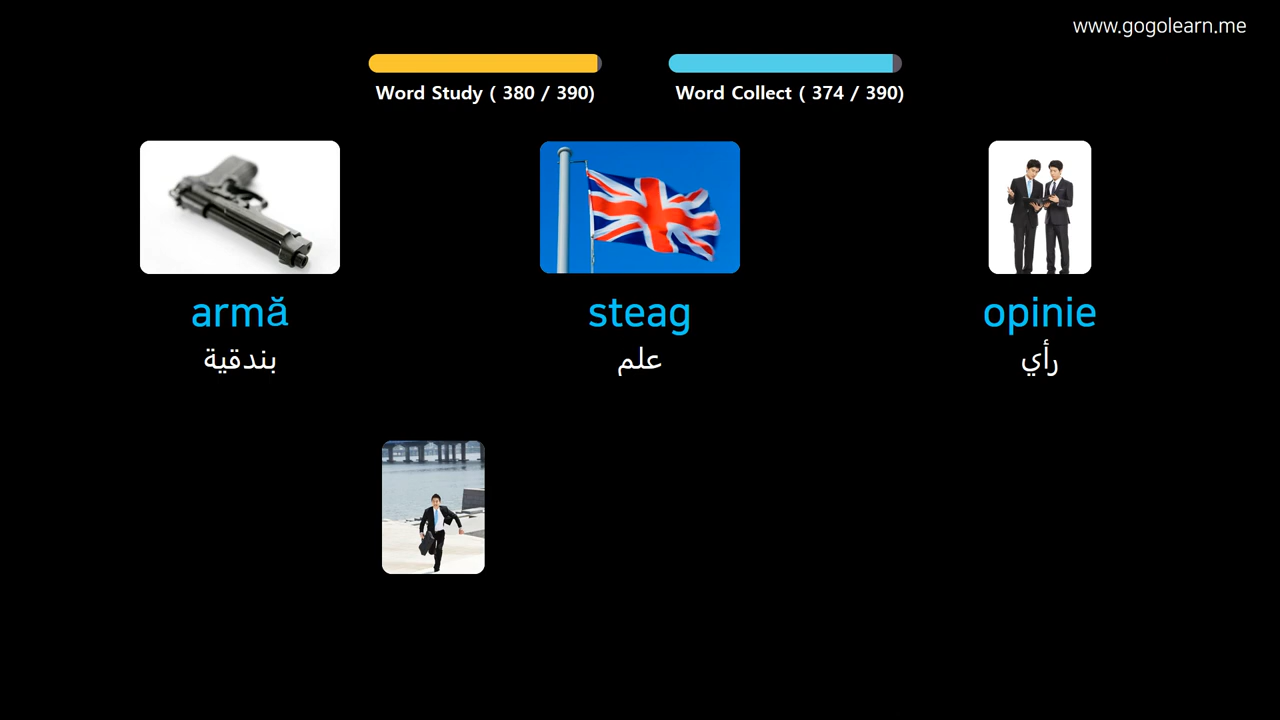 www.gogolearn.me
Word Study ( 380 / 390)
Word Collect ( 374 / 390)
armă
بندقية
steag
علم
opinie
رأي